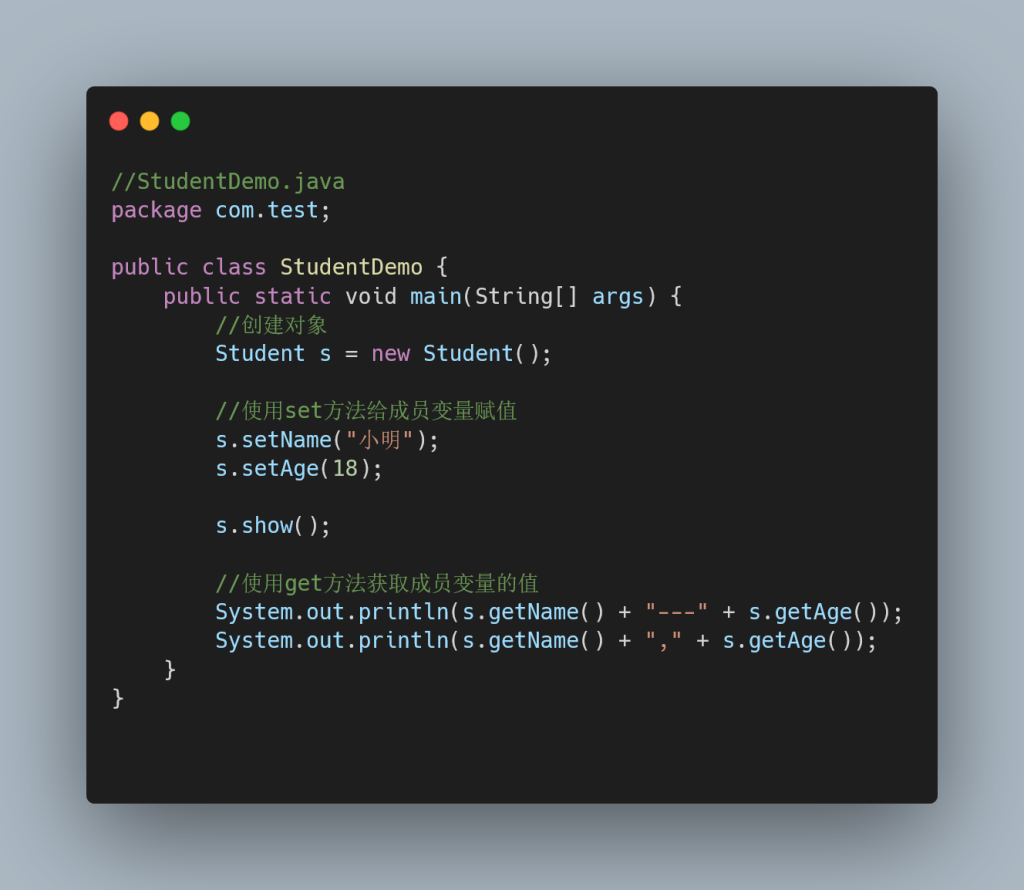 //StudentDemo.java
package com.test;
public class StudentDemo {
    public static void main(String[] args) {
        //创建对象
        Student s = new Student();
        //使用set方法给成员变量赋值
        s.setName("小明");
        s.setAge(18);
        s.show();
        //使用get方法获取成员变量的值
        System.out.println(s.getName() + "---" + s.getAge());
        System.out.println(s.getName() + "," + s.getAge());
    }
}